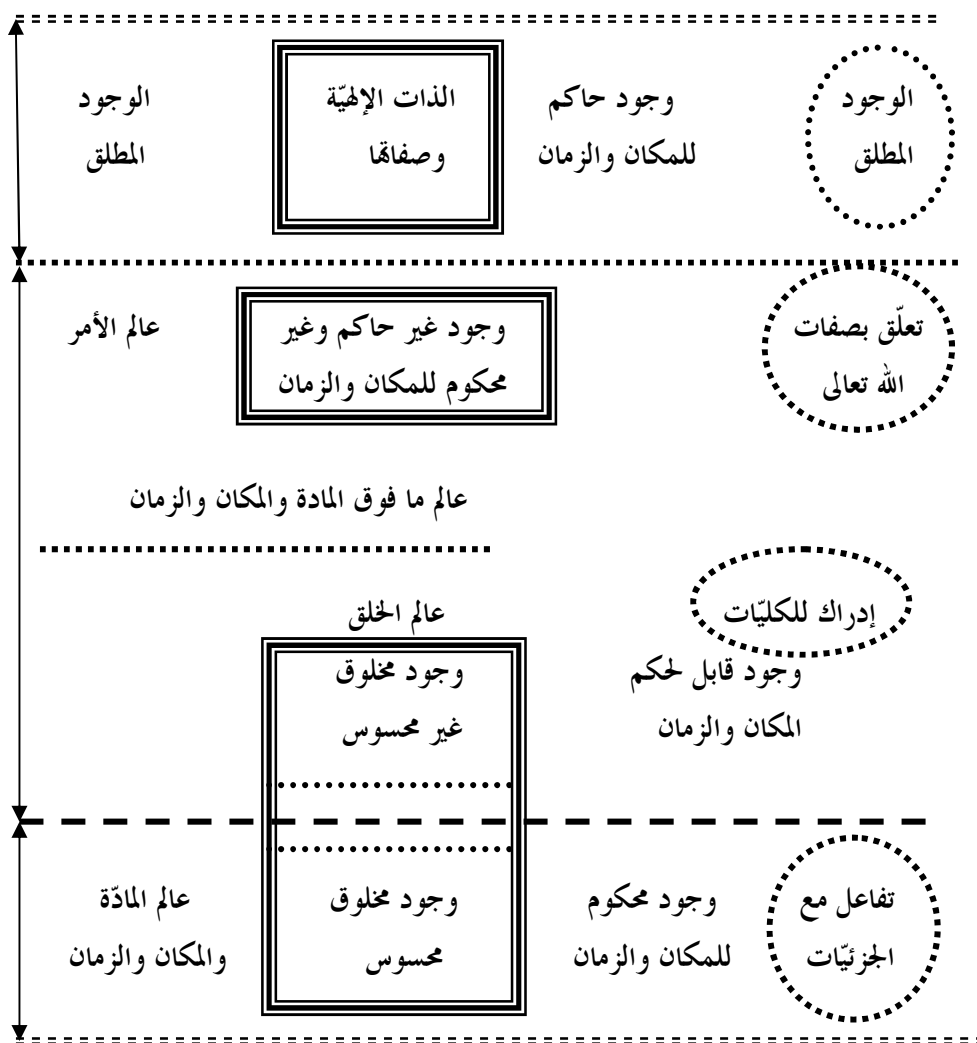 الوجود
المطلق
وجود حاكم
للمكان والزمان
الذات الإلهيّة
وصفاتها
الوجود
المطلق
تعلّق بصفات
الله تعالى
وجود غير حاكم وغير
محكوم للمكان والزمان
عالم الأمر
عالم ما فوق المادة والمكان والزمان
إدراك للكليّات
وجود قابل لحكم
المكان والزمان
عالم الخلق
وجود مخلوق
غير محسوس
تفاعل مع
الجزئيّات
وجود محكوم
للمكان والزمان
وجود مخلوق
محسوس
عالم المادّة
والمكان والزمان